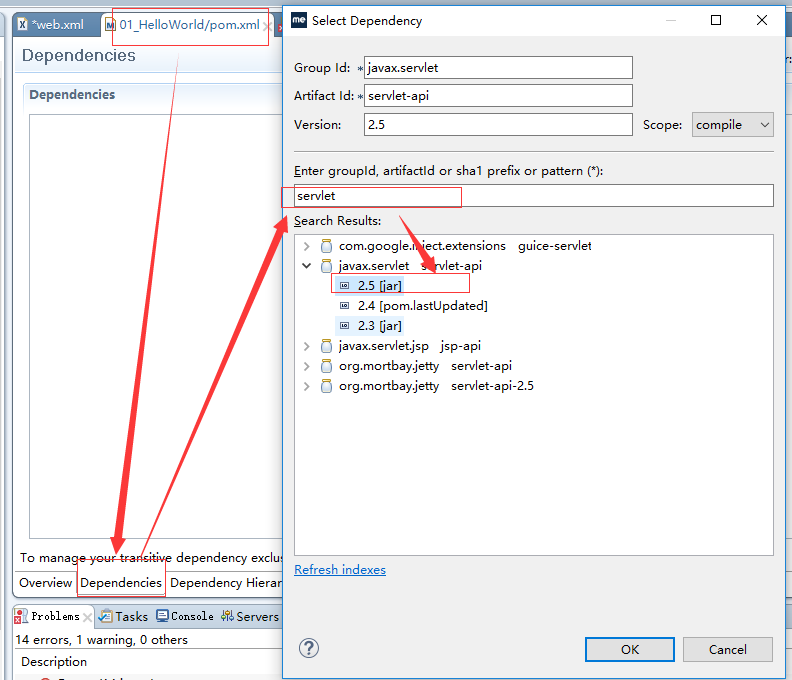 *web.xml
01_HelloWorld/pom.xml
Dependencies
Dependencies
To manage your transitive dependency exclu
Overview
Dependencies
Dependency Hierar
Problems
Tasks
Console
Servers
14 errors, 1 warning, 0 others
Description
me
Select Dependency
Group Id: *
javax.servlet
Artifact Id: *
servlet-api
Version:
2.5
Scope:
compile
Enter groupId, artifactId or sha1 prefix or pattern (*):
servlet
Search Results:
com.google.inject.extensions guice-servlet
javax.servlet servlet-api
2.5 [jar]
2.4 [pom.lastUpdated]
2.3 [jar]
javax.servlet.jsp jsp-api
org.mortbay.jetty servlet-api
org.mortbay.jetty servlet-api-2.5
Refresh indexes
?
OK
Cancel